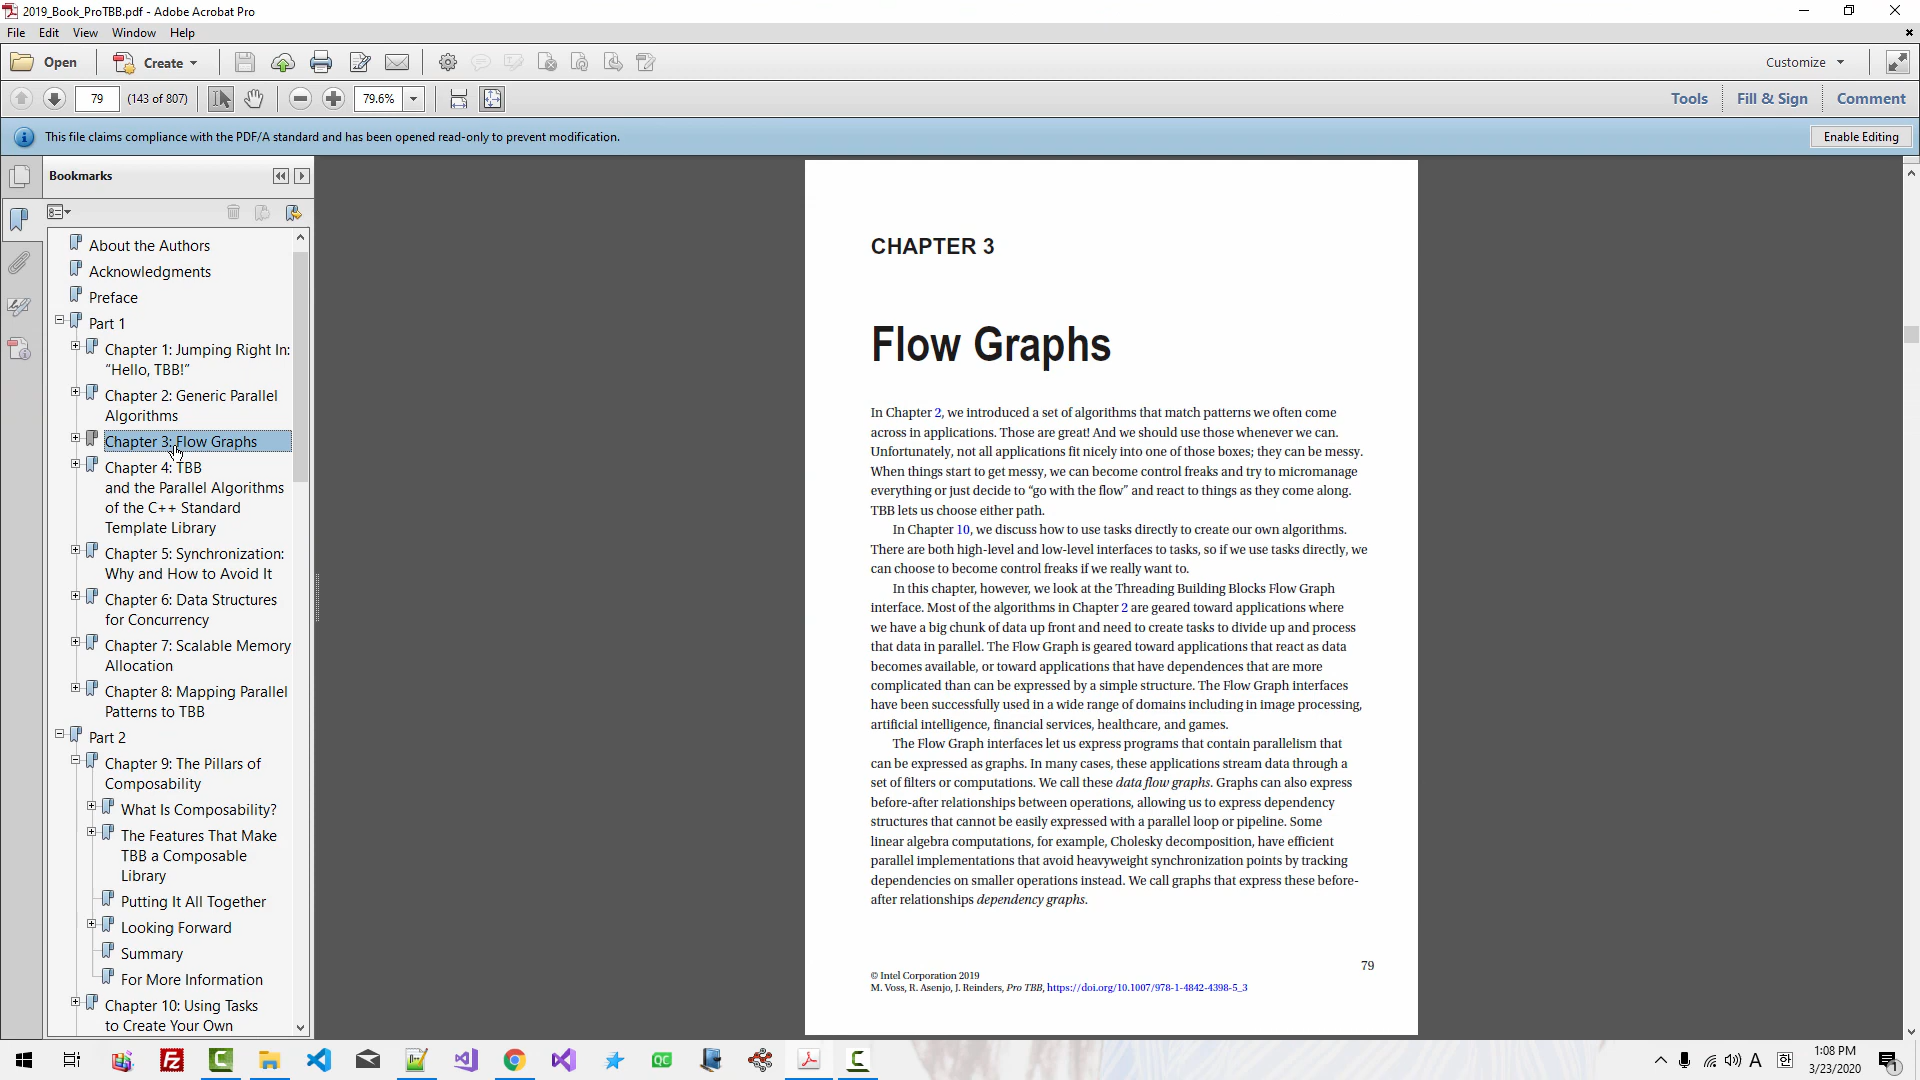 2019_Book_ProTBB.pdf - Adobe Acrobat Pro
File Edit View Window Help
Open Create Customize
79 (143 of 807) 79.6% Tools Fill & Sign Comment
This file claims compliance with the PDF/A standard and has been opened read-only to prevent modification. Enable Editing
Bookmarks
About the Authors
Acknowledgments
Preface
Part 1
Chapter 1: Jumping Right In:
“Hello, TBB!”
Chapter 2: Generic Parallel
Algorithms
Chapter 3: Flow Graphs
Chapter 4: TBB
and the Parallel Algorithms
of the C++ Standard
Template Library
Chapter 5: Synchronization:
Why and How to Avoid It
Chapter 6: Data Structures
for Concurrency
Chapter 7: Scalable Memory
Allocation
Chapter 8: Mapping Parallel
Patterns to TBB
Part 2
Chapter 9: The Pillars of
Composability
What Is Composability?
The Features That Make
TBB a Composable
Library
Putting It All Together
Looking Forward
Summary
For More Information
Chapter 10: Using Tasks
to Create Your Own
CHAPTER 3
Flow Graphs
In Chapter 2, we introduced a set of algorithms that match patterns we often come
across in applications. Those are great! And we should use those whenever we can.
Unfortunately, not all applications fit nicely into one of those boxes; they can be messy.
When things start to get messy, we can become control freaks and try to micromanage
everything or just decide to “go with the flow” and react to things as they come along.
TBB lets us choose either path.
In Chapter 10, we discuss how to use tasks directly to create our own algorithms.
There are both high-level and low-level interfaces to tasks, so if we use tasks directly, we
can choose to become control freaks if we really want to.
In this chapter, however, we look at the Threading Building Blocks Flow Graph
interface. Most of the algorithms in Chapter 2 are geared toward applications where
we have a big chunk of data up front and need to create tasks to divide up and process
that data in parallel. The Flow Graph is geared toward applications that react as data
becomes available, or toward applications that have dependences that are more
complicated than can be expressed by a simple structure. The Flow Graph interfaces
have been successfully used in a wide range of domains including in image processing,
artificial intelligence, financial services, healthcare, and games.
The Flow Graph interfaces let us express programs that contain parallelism that
can be expressed as graphs. In many cases, these applications stream data through a
set of filters or computations. We call these data flow graphs. Graphs can also express
before-after relationships between operations, allowing us to express dependency
structures that cannot be easily expressed with a parallel loop or pipeline. Some
linear algebra computations, for example, Cholesky decomposition, have efficient
parallel implementations that avoid heavyweight synchronization points by tracking
dependencies on smaller operations instead. We call graphs that express these before-
after relationships dependency graphs.
79
© Intel Corporation 2019
M. Voss, R. Asenjo, J. Reinders, Pro TBB, https://doi.org/10.1007/978-1-4842-4398-5_3
A 한 1:08 PM
3/23/2020
1